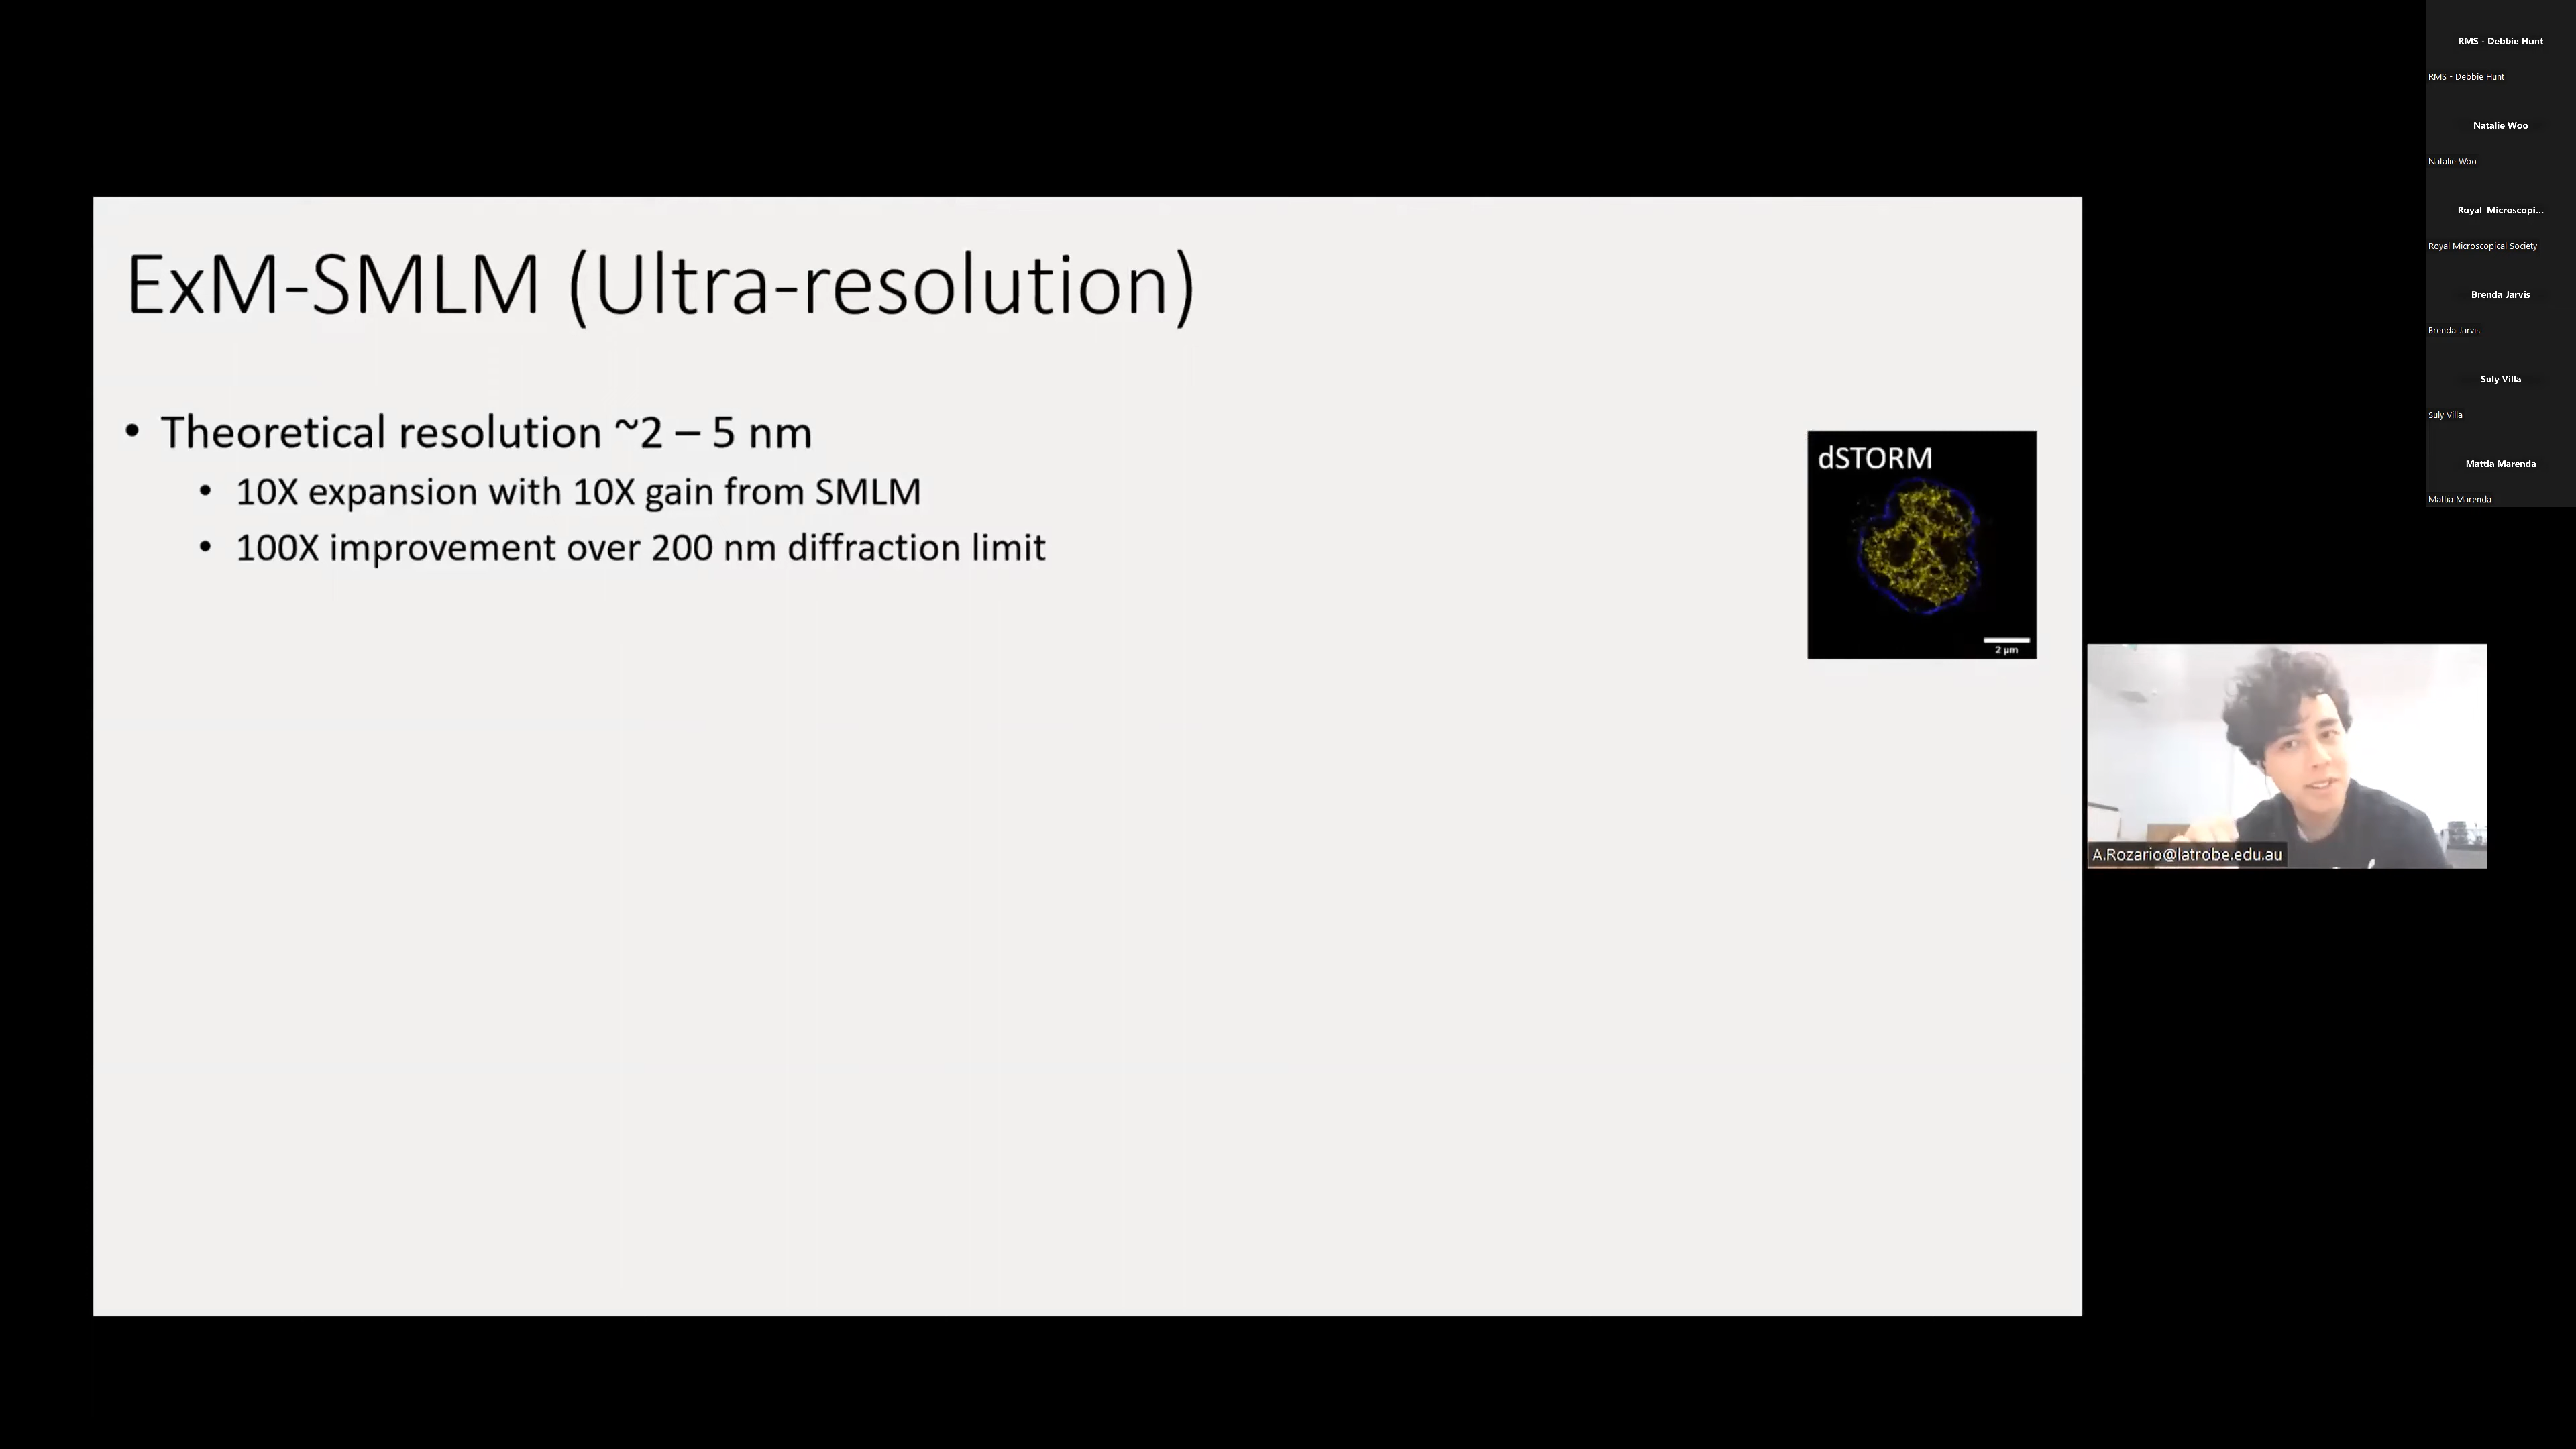 ExM-SMLM (Ultra-resolution)
• Theoretical resolution ~2 – 5 nm
• 10X expansion with 10X gain from SMLM
• 100X improvement over 200 nm diffraction limit
dSTORM
2 µm
A.Rozario@latrobe.edu.au
RMS - Debbie Hunt
RMS - Debbie Hunt
Natalie Woo
Natalie Woo
Royal Microscopi...
Royal Microscopical Society
Brenda Jarvis
Brenda Jarvis
Suly Villa
Suly Villa
Mattia Marenda
Mattia Marenda